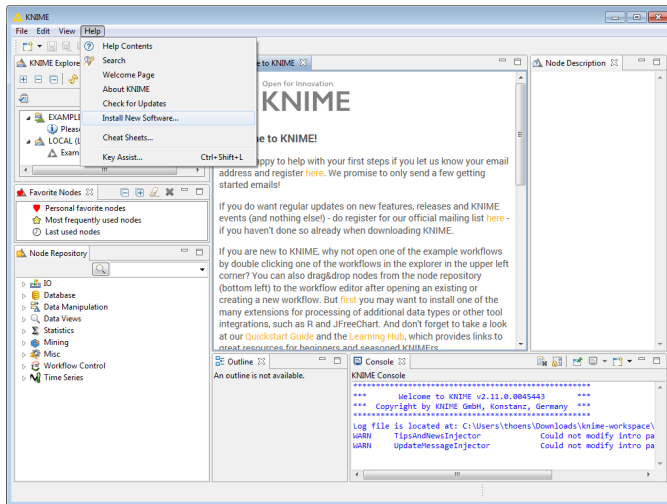 KNIME
File Edit View Help
Help Contents
Search
Welcome Page
About KNIME
Check for Updates
Install New Software...
Cheat Sheets...
Key Assist... Ctrl+Shift+L
KNIME Explore
EXAMPLE
Pleas
LOCAL (L
Exam
Favorite Nodes
Personal favorite nodes
Most frequently used nodes
Last used nodes
Node Repository
IO
Database
Data Manipulation
Data Views
Statistics
Mining
Misc
Workflow Control
Time Series
e to KNIME
Open for Innovation
KNIME
me to KNIME!
appy to help with your first steps if you let us know your email
address and register here. We promise to only send a few getting
started emails!
If you do want regular updates on new features, releases and KNIME
events (and nothing else!) - do register for our official mailing list here -
if you haven't done so already when downloading KNIME.
If you are new to KNIME, why not open one of the example workflows
by double clicking one of the workflows in the explorer in the upper left
corner? You can also drag&drop nodes from the node repository
(bottom left) to the workflow editor after opening an existing or
creating a new workflow. But first you may want to install one of the
many extensions for processing of additional data types or other tool
integrations, such as R and JFreeChart. And don't forget to take a look
at our Quickstart Guide and the Learning Hub, which provides links to
great resources for beginners and seasoned KNIMErs
Node Description
Outline
An outline is not available.
Console
KNIME Console
***********************************************************
*** Welcome to KNIME v2.11.0.0045443 ***
*** Copyright by KNIME GmbH, Konstanz, Germany ***
***********************************************************
Log file is located at: C:\Users\thoens\Downloads\knime-workspace\
WARN TipsAndNewsInjector Could not modify intro pa
WARN UpdateMessageInjector Could not modify intro pa